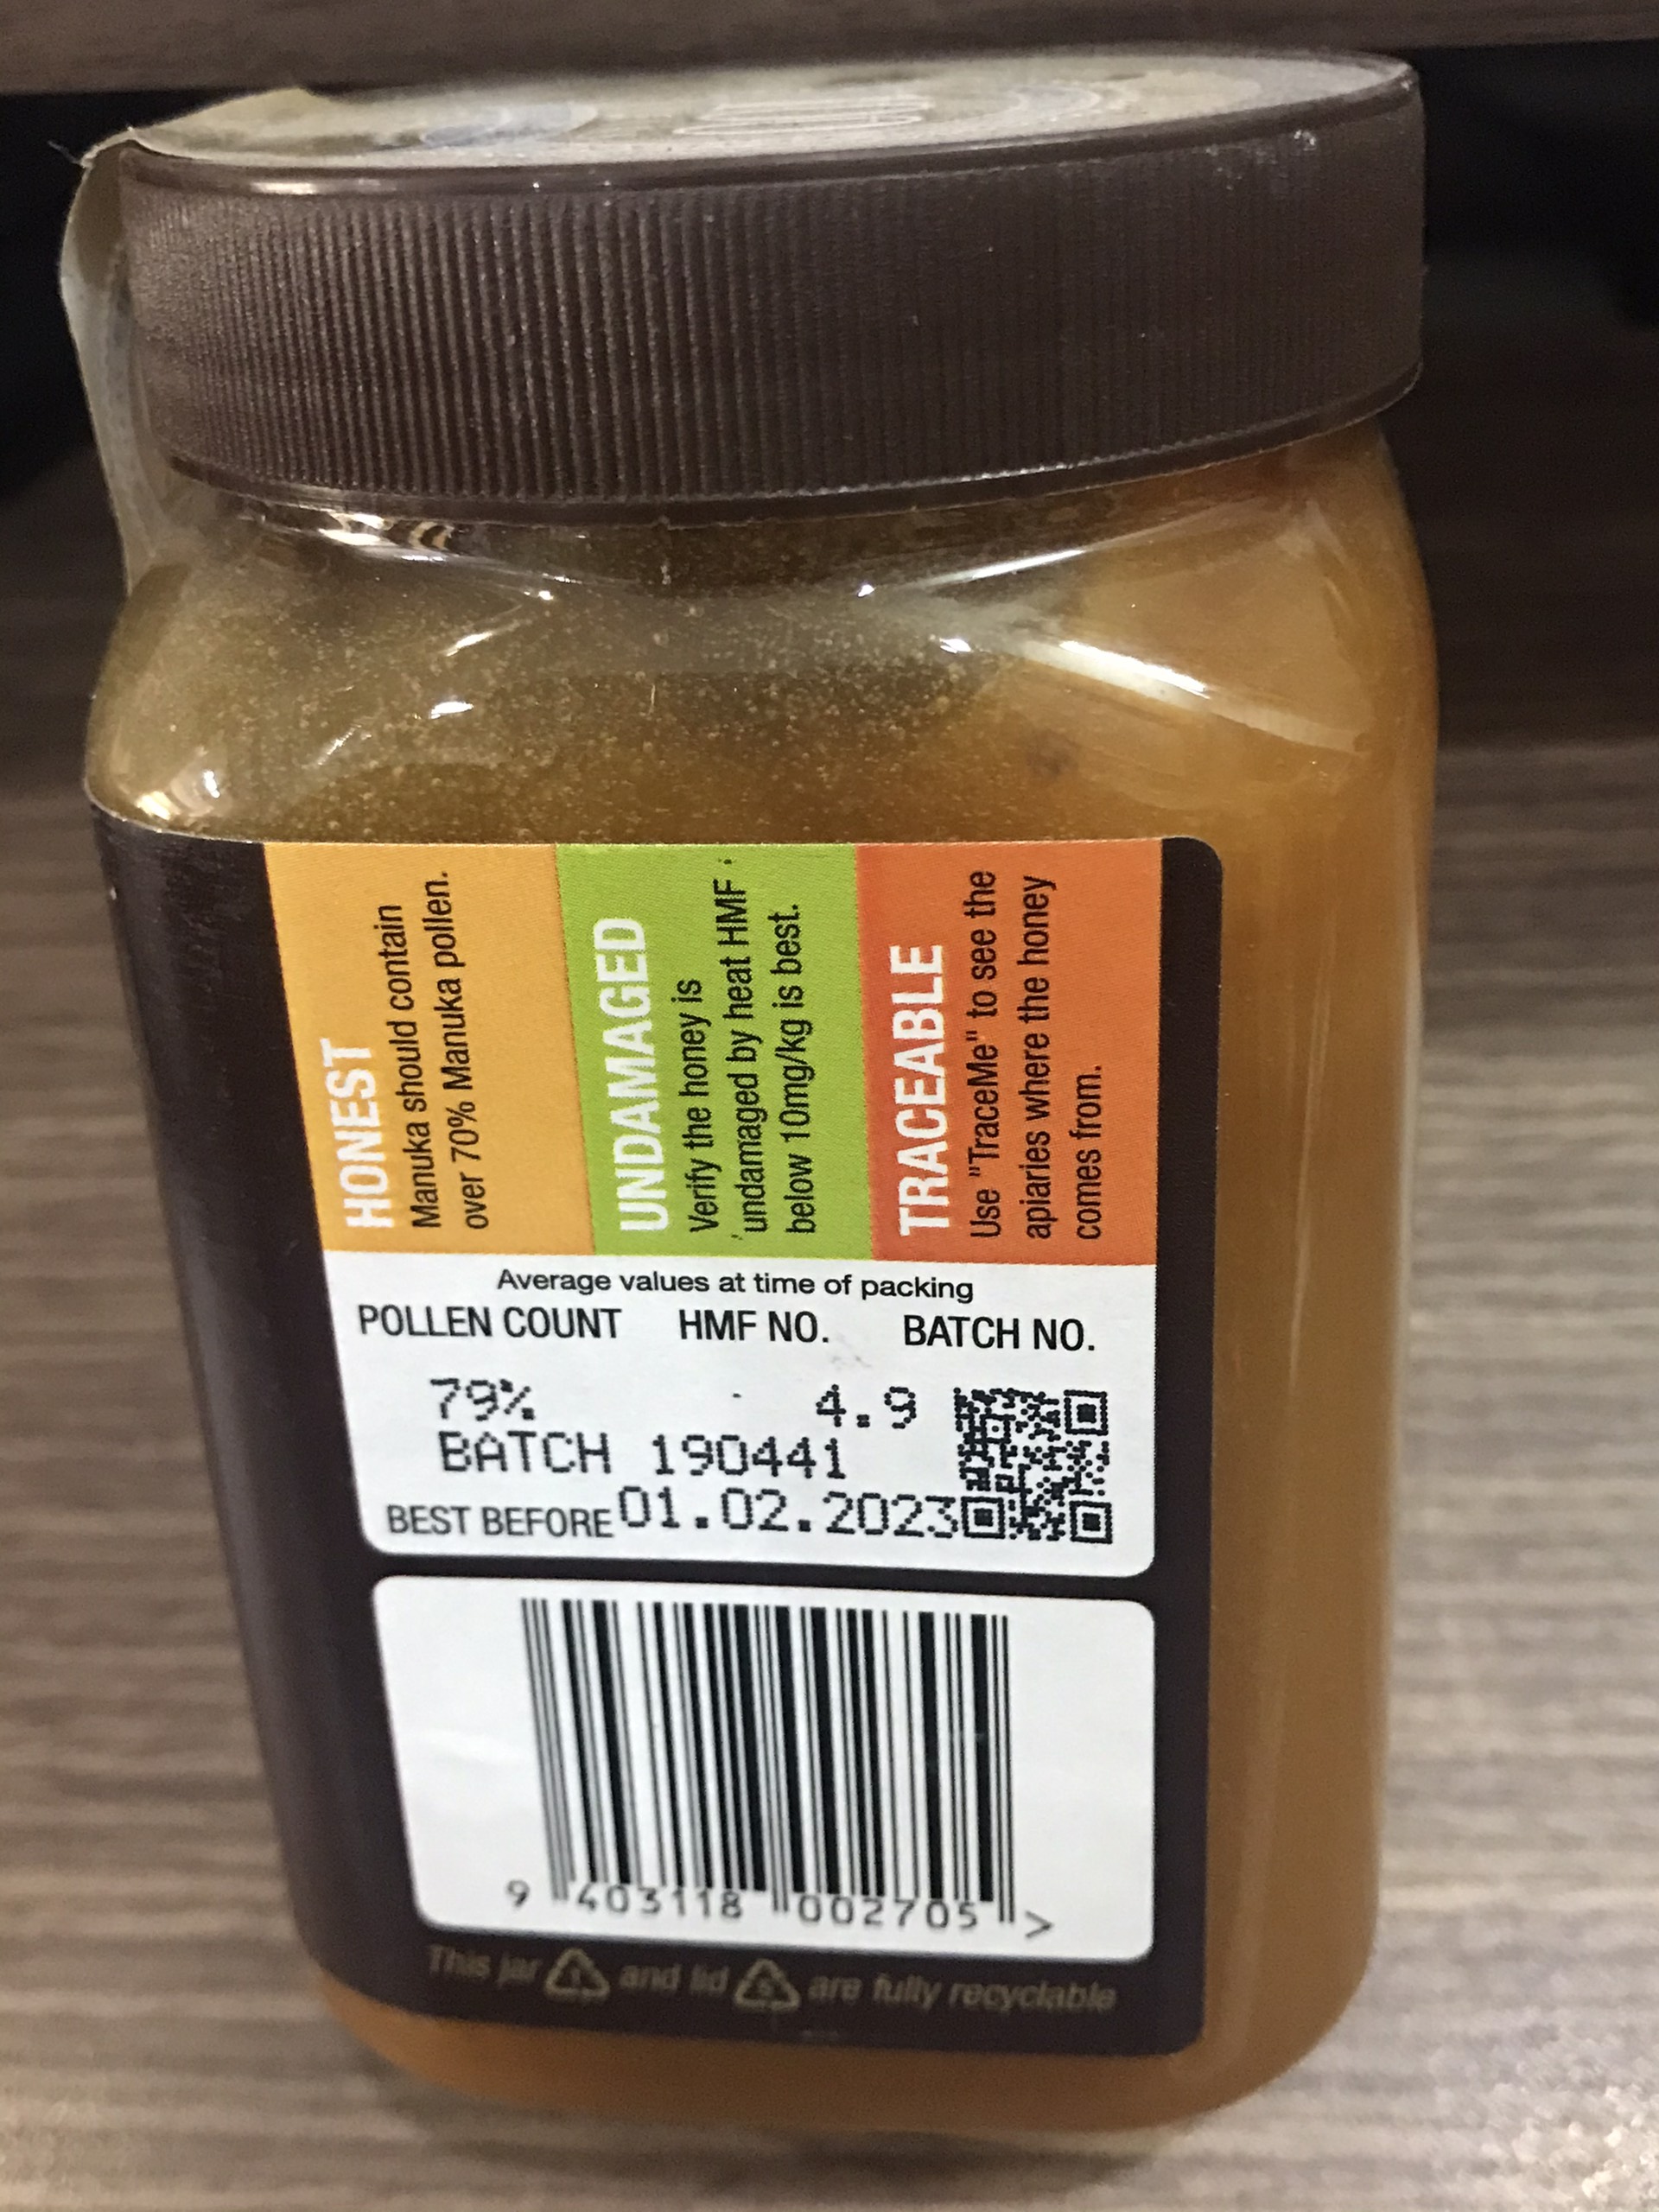 HONEST
Manuka should contain
over 70% Manuka pollen.
UNDAMAGED
Verify the honey is
undamaged by heat HMF
below 10mg/kg is best.
TRACEABLE
Use "TraceMe" to see the
apiaries where the honey
comes from.
Average values at time of packing
POLLEN COUNT HMF NO. BATCH NO.
79% 4.9
BATCH 190441
BEST BEFORE 01.02.2023
9 403118 002705 >
This jar 1 and lid 5 are fully recyclable